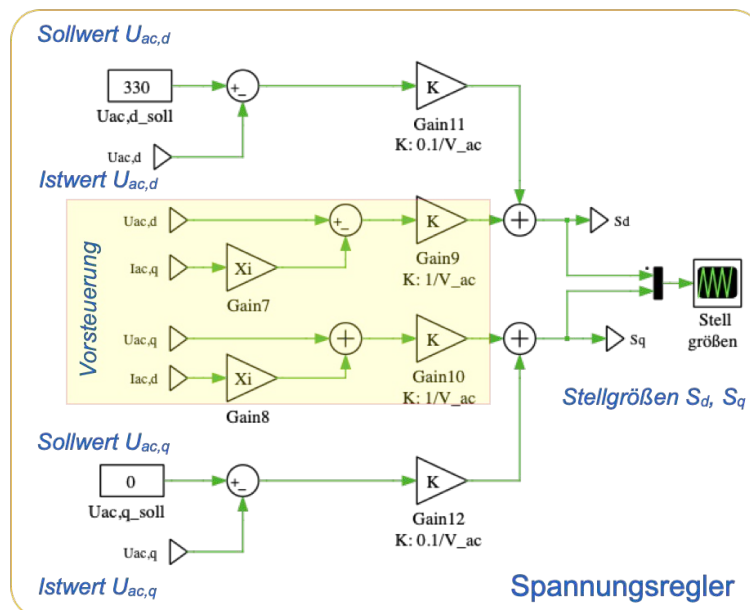 Sollwert Uac,d
330
+
−
K
Uac,d_soll
Gain11
K: 0.1/V_ac
Uac,d
Istwert Uac,d
Vorsteuerung
Uac,d
+
−
K
+
Sd
Iac,q
Xi
Gain9
K: 1/V_ac
Gain7
Uac,q
+
K
+
Sq
Stell
größen
Iac,d
Xi
Gain10
K: 1/V_ac
Gain8
Stellgrößen Sd, Sq
Sollwert Uac,q
0
+
−
K
Uac,q_soll
Gain12
K: 0.1/V_ac
Uac,q
Istwert Uac,q
Spannungsregler